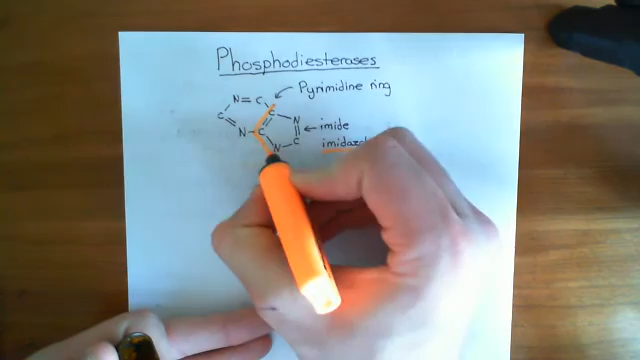 Phosphodiesterases
Pyrimidine ring
N = C
C
C
N
N
C
imide
N
C